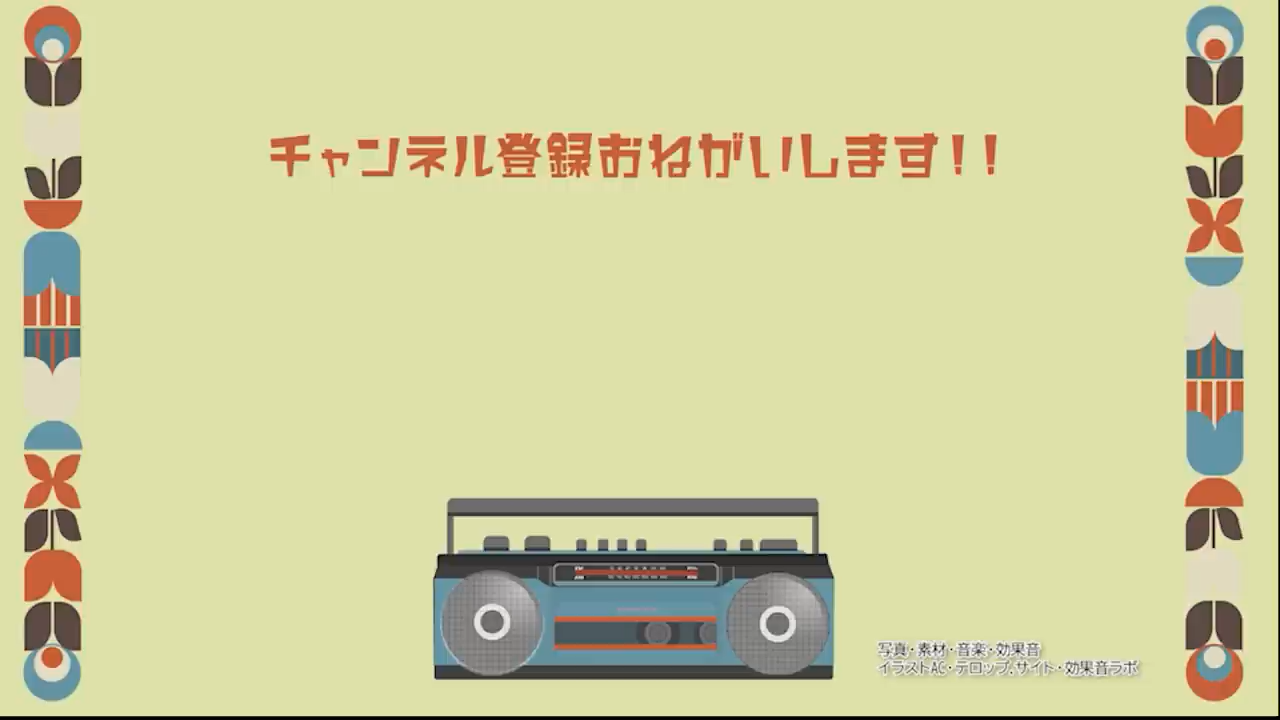 チャンネル登録おねがいします!!
写真・素材・音楽・効果音
イラストAC・テロップ.サイト・効果音ラボ